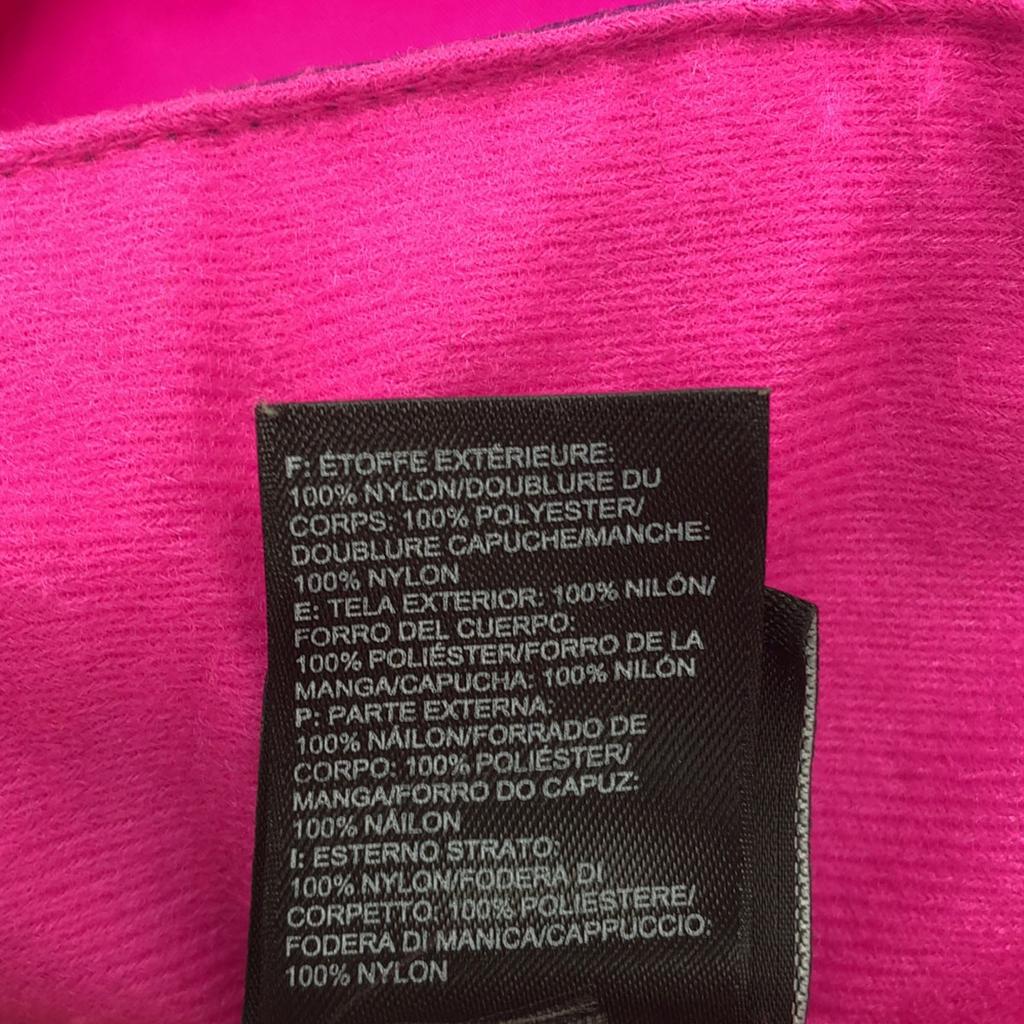 F: ÉTOFFE EXTÉRIEURE:
100% NYLON/DOUBLURE DU
CORPS: 100% POLYESTER/
DOUBLURE CAPUCHE/MANCHE:
100% NYLON
E: TELA EXTERIOR: 100% NILÓN/
FORRO DEL CUERPO:
100% POLIÉSTER/FORRO DE LA
MANGA/CAPUCHA: 100% NILÓN
P: PARTE EXTERNA:
100% NÁILON/FORRADO DE
CORPO: 100% POLIÉSTER/
MANGA/FORRO DO CAPUZ:
100% NÁILON
I: ESTERNO STRATO:
100% NYLON/FODERA DI
CORPETTO: 100% POLIESTERE/
FODERA DI MANICA/CAPPUCCIO:
100% NYLON